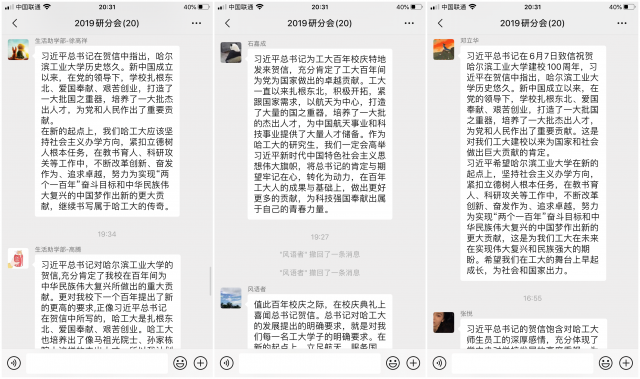 中国联通 20:31 40%
2019研分会(20)
生活助学部-徐高祥
习近平总书记在贺信中指出，哈尔
滨工业大学历史悠久。新中国成立
以来，在党的领导下，学校扎根东
北、爱国奉献、艰苦创业，打造了
一大批国之重器，培养了一大批杰
出人才，为党和人民作出了重要贡
献。
在新的起点上，我们哈工大应该坚
持社会主义办学方向，紧扣立德树
人根本任务，在教书育人、科研攻
关等工作中，不断改革创新、奋发
作为、追求卓越，努力为实现“两
个一百年”奋斗目标和中华民族伟
大复兴的中国梦作出新的更大贡
献，继续书写属于哈工大的传奇。
19:34
生活助学部-高腾
习近平总书记对哈尔滨工业大学的
贺信,充分肯定了我校在百年间为
中华民族伟大复兴所做出的重大贡
献。更对我校下一个百年提出了新
的更高的要求,正像习近平总书记
在贺信中所写的，哈工大是扎根东
北、爱国奉献、艰苦创业。哈工大
也培养出了像马祖光院士、孙家栋
中国联通 20:31 40%
2019研分会(20)
石嘉成
习近平总书记为工大百年校庆特地
发来贺信，充分肯定了工大百年间
为党为国家做出的卓越贡献。工大
一直以来扎根东北，积极开拓，紧
跟国家需求，以航天为中心，打造
了大量的国之重器，培养了一大批
的杰出人才，为中国航天事业和科
技事业提供了大量人才储备。作为
哈工大的研究生，我们一定会高举
习近平新时代中国特色社会主义思
想伟大旗帜，将总书记的肯定与期
望牢记在心，转化为动力，在百年
工大人的成果与基础上，做出更好
更多的贡献，为科技强国奉献出属
于自己的青春力量。
19:27
"风语者" 撤回了一条消息
"风语者" 撤回了一条消息
风语者
值此百年校庆之际，在校庆典礼上
喜闻总书记贺信。总书记对哈工大
的发展提出的明确要求，就是对我
们每一名工大学子的明确要求。在
新的起点上，立足航天，服务国
中国联通 20:31 40%
2019研分会(20)
郑立华
习近平总书记在6月7日致信祝贺
哈尔滨工业大学建校100周年，习
近平在贺信中指出，哈尔滨工业大
学历史悠久。新中国成立以来，在
党的领导下，学校扎根东北、爱国
奉献、艰苦创业，打造了一大批国
之重器，培养了一大批杰出人才，
为党和人民作出了重要贡献。这是
对我们工大建校以来为国家和社会
做出巨大贡献的肯定。
习近平希望哈尔滨工业大学在新的
起点上，坚持社会主义办学方向，
紧扣立德树人根本任务，在教书育
人、科研攻关等工作中，不断改革
创新、奋发作为、追求卓越，努力
为实现“两个一百年”奋斗目标和中
华民族伟大复兴的中国梦作出新的
更大贡献，这是为我们工大在未来
在实现伟大复兴和民族强大的期
盼。希望我们在工大的舞台上早起
成长，为社会和国家出力。
16:55
张悦
习近平总书记的贺信饱含对哈工大
师生员工的深厚感情，充分体现了